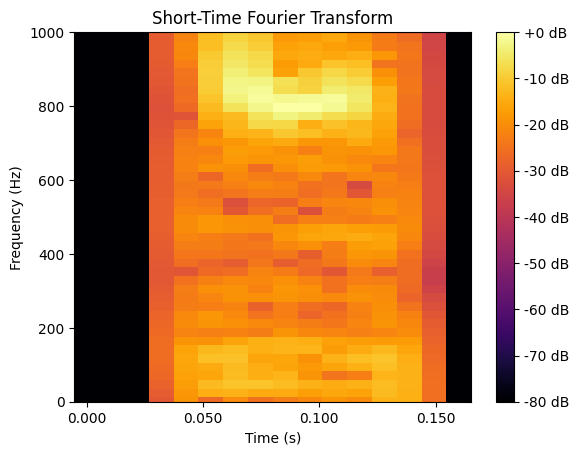 Short-Time Fourier Transform
1000
800
600
400
200
0
Frequency (Hz)
0.000
0.050
0.100
0.150
Time (s)
+0 dB
-10 dB
-20 dB
-30 dB
-40 dB
-50 dB
-60 dB
-70 dB
-80 dB